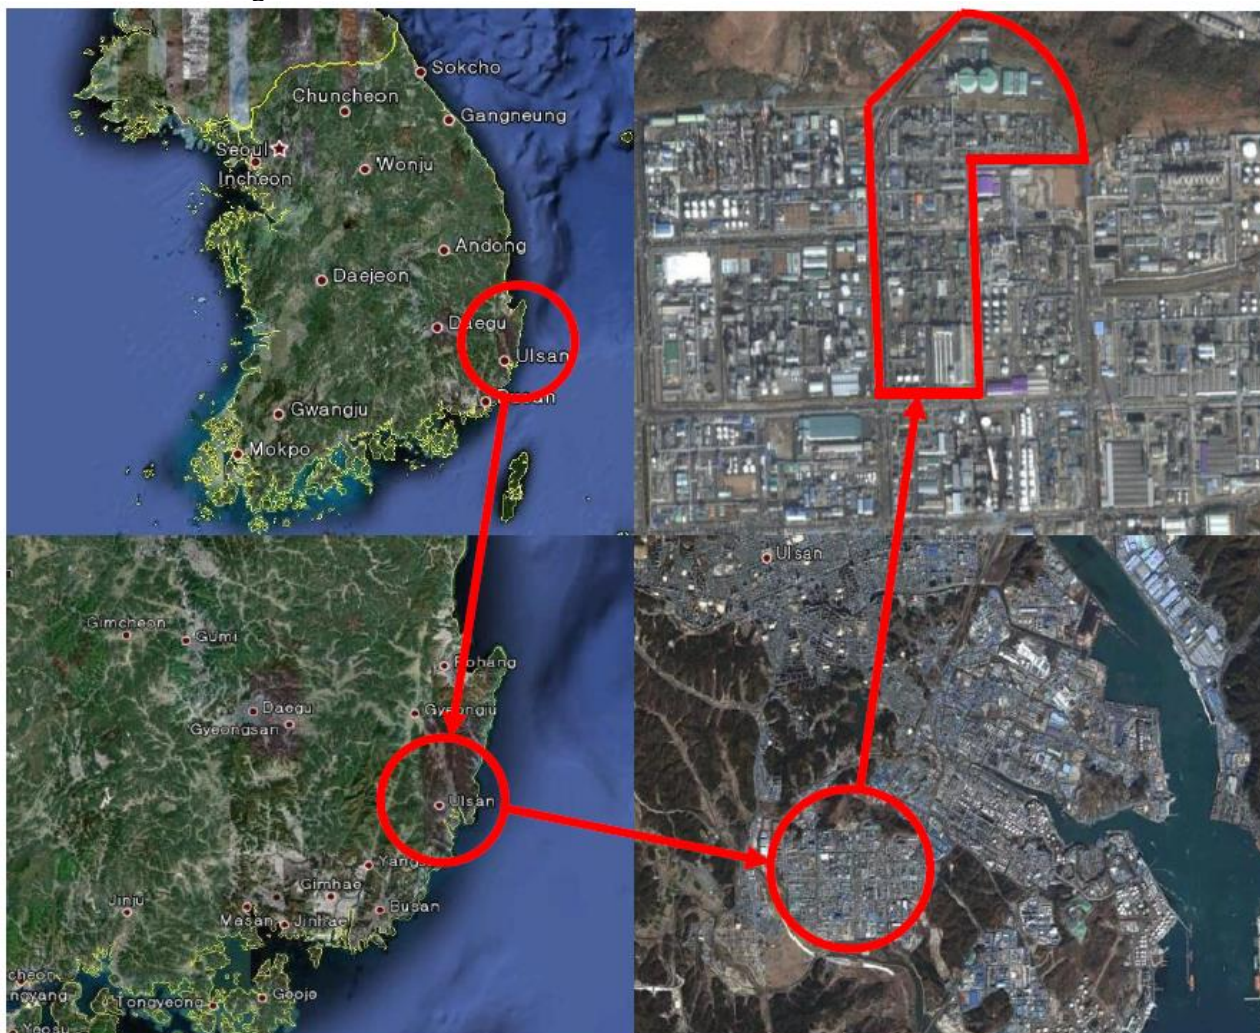 Sokcho
Chuncheon
Gangneung
Seoul
Wonju
Incheon
Andong
Daejeon
Daegu
Ulsan
Gwangju
Mokpo
Ulsan
Gimcheon
Gumi
Pohang
Daegu
Gyeongju
Gyeongsan
Ulsan
Gimhae
Jinju
Masan
Jinhae
Busan
Tongyeong
Geoje